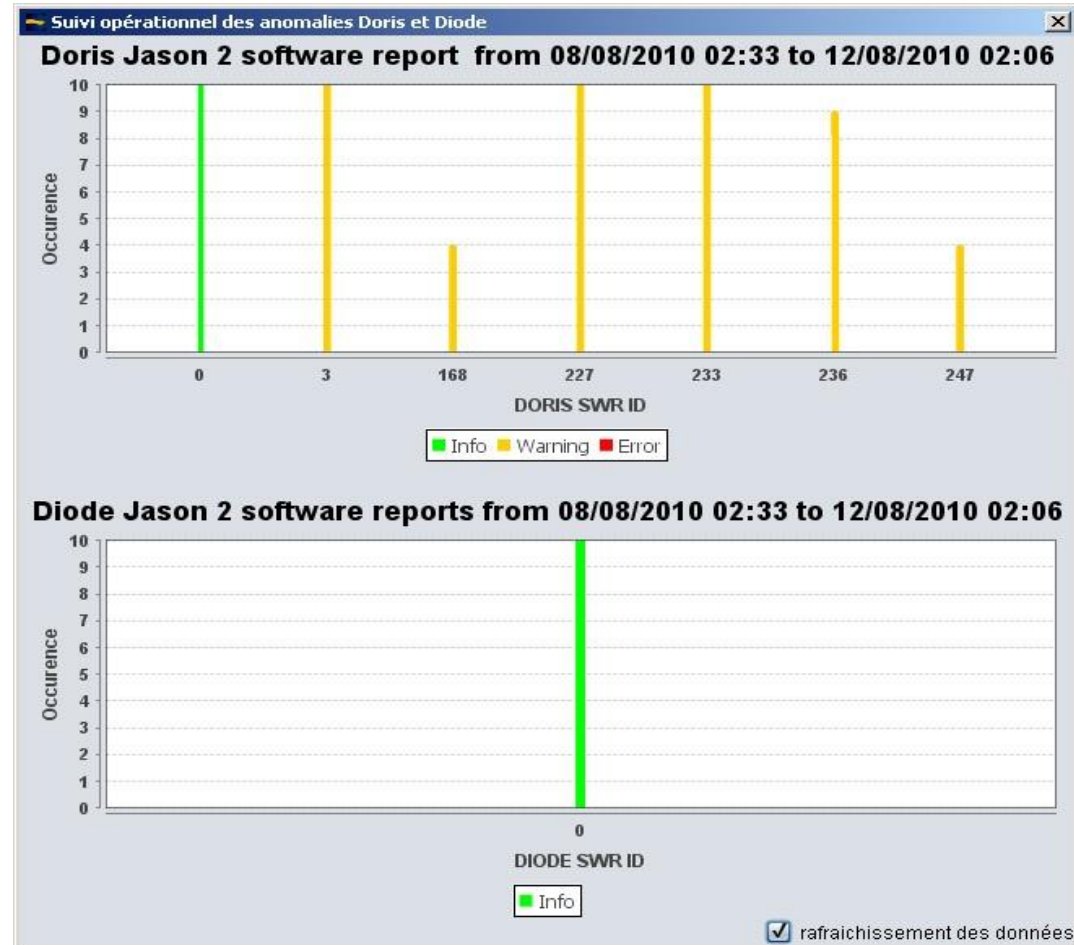 Suivi opérationnel des anomalies Doris et Diode
Doris Jason 2 software report from 08/08/2010 02:33 to 12/08/2010 02:06
10
9
8
7
6
5
4
3
2
1
0
Occurence
0 3 168 227 233 236 247
DORIS SWR ID
Info Warning Error
Diode Jason 2 software reports from 08/08/2010 02:33 to 12/08/2010 02:06
10
9
8
7
6
5
4
3
2
1
0
Occurence
0
DIODE SWR ID
Info
rafraichissement des données